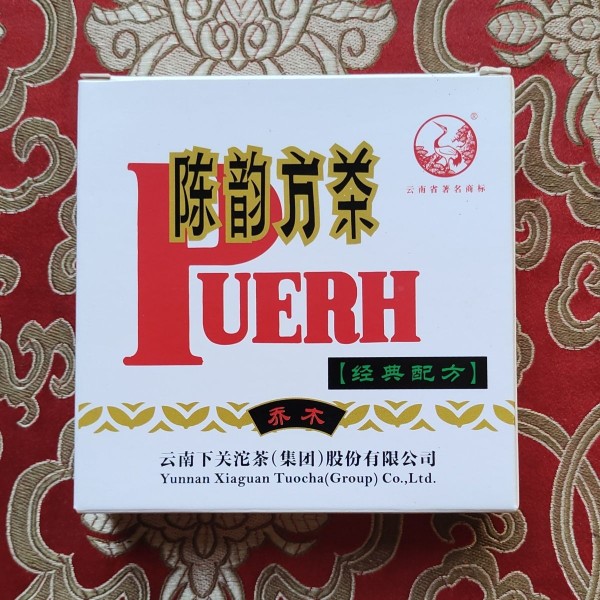 陈韵方茶
®
云南省著名商标
PUERH
【经典配方】
乔木
云南下关沱茶(集团)股份有限公司
Yunnan Xiaguan Tuocha(Group) Co.,Ltd.